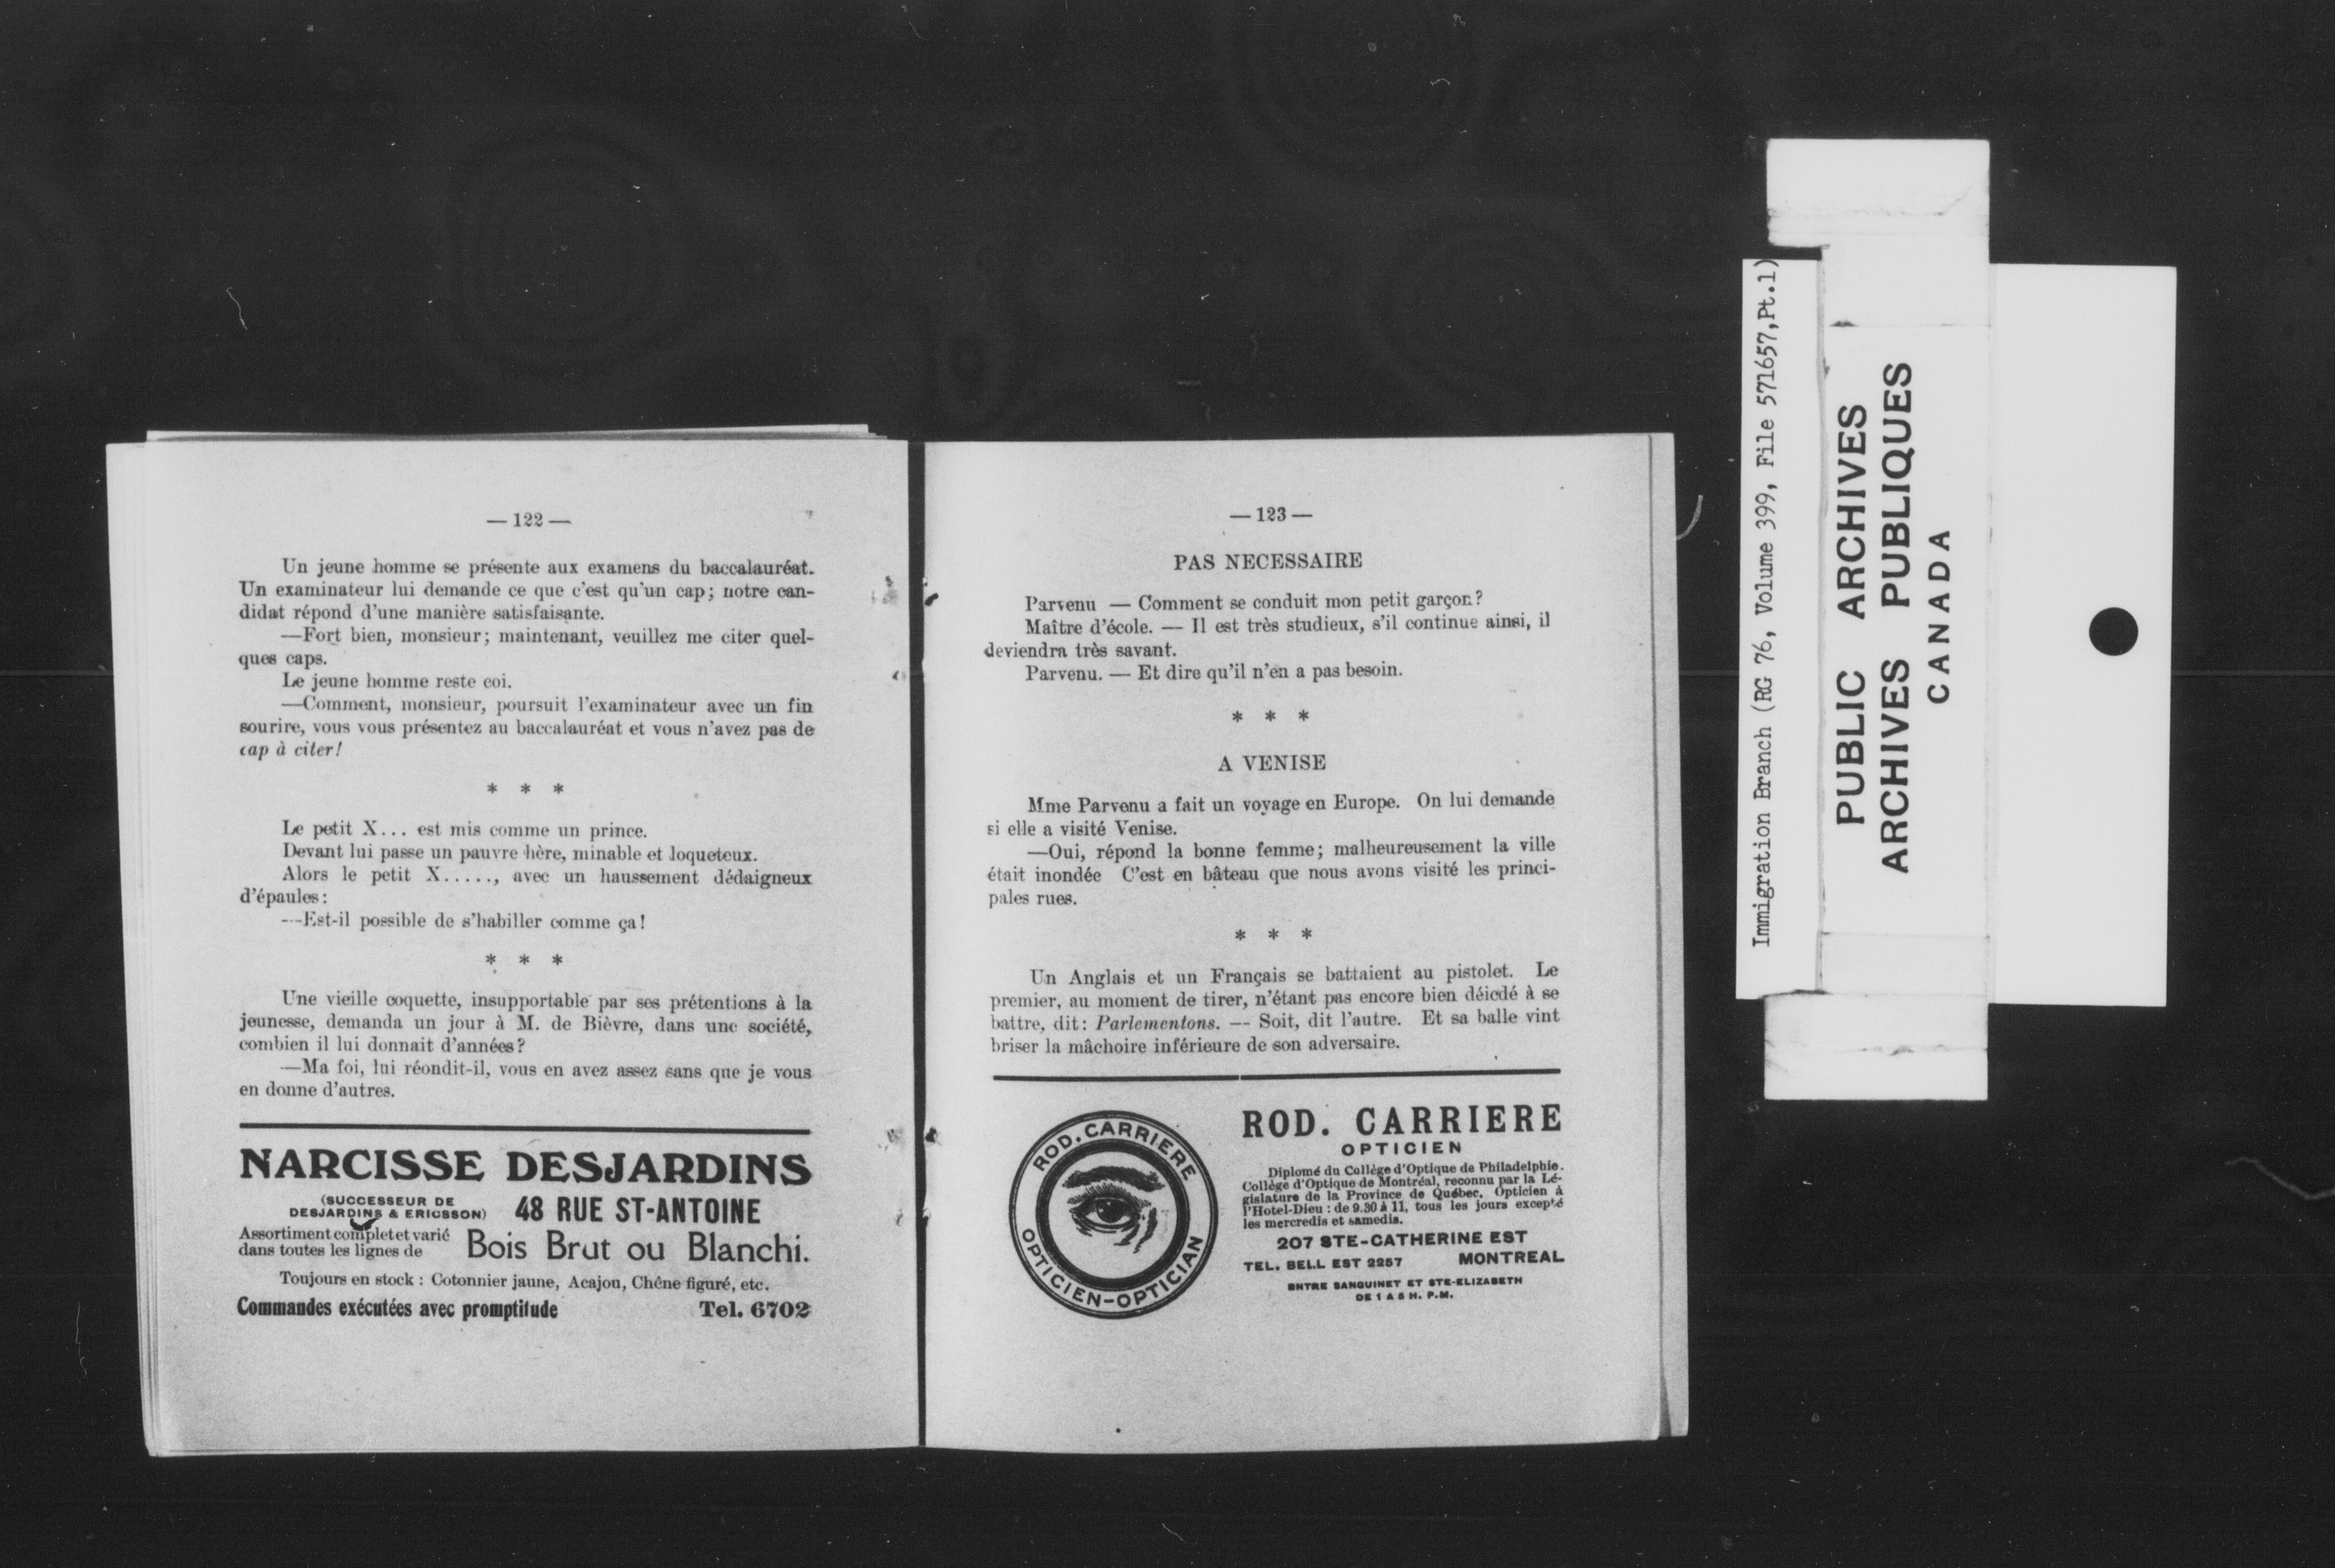 — 122 —
Un jeune homme se présente aux examens du baccalauréat.
Un examinateur lui demande ce que c'est qu'un cap; notre can-
didat répond d'une manière satisfaisante.
—Fort bien, monsieur; maintenant, veuillez me citer quel-
ques caps.
Le jeune homme reste coi.
—Comment, monsieur, poursuit l'examinateur avec un fin
sourire, vous vous présentez au baccalauréat et vous n'avez pas de
cap à citer!
* * *
Le petit X... est mis comme un prince.
Devant lui passe un pauvre hère, minable et loqueteux.
Alors le petit X....., avec un haussement dédaigneux
d'épaules:
—Est-il possible de s'habiller comme ça!
* * *
Une vieille coquette, insupportable par ses prétentions à la
jeunesse, demanda un jour à M. de Bièvre, dans une société,
combien il lui donnait d'années?
—Ma foi, lui réondit-il, vous en avez assez sans que je vous
en donne d'autres.
NARCISSE DESJARDINS
(SUCCESSEUR DE
DESJARDINS & ERICSSON) 48 RUE ST-ANTOINE
Assortiment complet et varié
dans toutes les lignes de Bois Brut ou Blanchi.
Toujours en stock : Cotonnier jaune, Acajou, Chêne figuré, etc.
Commandes exécutées avec promptitude Tel. 6702
— 123 —
PAS NECESSAIRE
Parvenu — Comment se conduit mon petit garçon?
Maître d'école. — Il est très studieux, s'il continue ainsi, il
deviendra très savant.
Parvenu. — Et dire qu'il n'en a pas besoin.
* * *
A VENISE
Mme Parvenu a fait un voyage en Europe. On lui demande
si elle a visité Venise.
—Oui, répond la bonne femme; malheureusement la ville
était inondée C'est en bâteau que nous avons visité les princi-
pales rues.
* * *
Un Anglais et un Français se battaient au pistolet. Le
premier, au moment de tirer, n'étant pas encore bien déicdé à se
battre, dit: Parlementons. — Soit, dit l'autre. Et sa balle vint
briser la mâchoire inférieure de son adversaire.
ROD. CARRIERE
OPTICIEN-OPTICIAN
ROD. CARRIERE
OPTICIEN
Diplomé du Collège d'Optique de Philadelphie.
Collège d'Optique de Montréal, reconnu par la Lé-
gislature de la Province de Québec. Opticien à
l'Hotel-Dieu : de 9.30 à 11, tous les jours excepté
les mercredis et samedis.
207 STE-CATHERINE EST
TEL. BELL EST 2257 MONTREAL
ENTRE SANGUINET ET STE-ELIZABETH
DE 1 A 5 H. P.M.
Immigration Branch (RG 76, Volume 399, File 571657,Pt.1)
PUBLIC ARCHIVES
ARCHIVES PUBLIQUES
CANADA